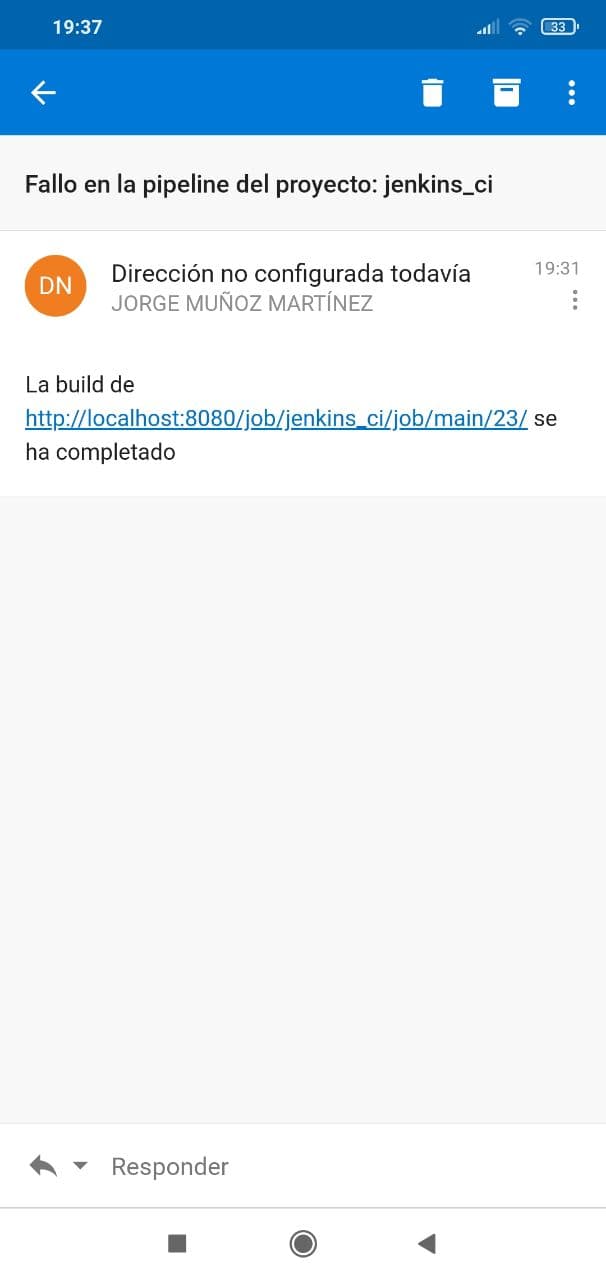 19:37
33
Fallo en la pipeline del proyecto: jenkins_ci
DN
Dirección no configurada todavía
19:31
JORGE MUÑOZ MARTÍNEZ
La build de
http://localhost:8080/job/jenkins_ci/job/main/23/ se
ha completado
Responder